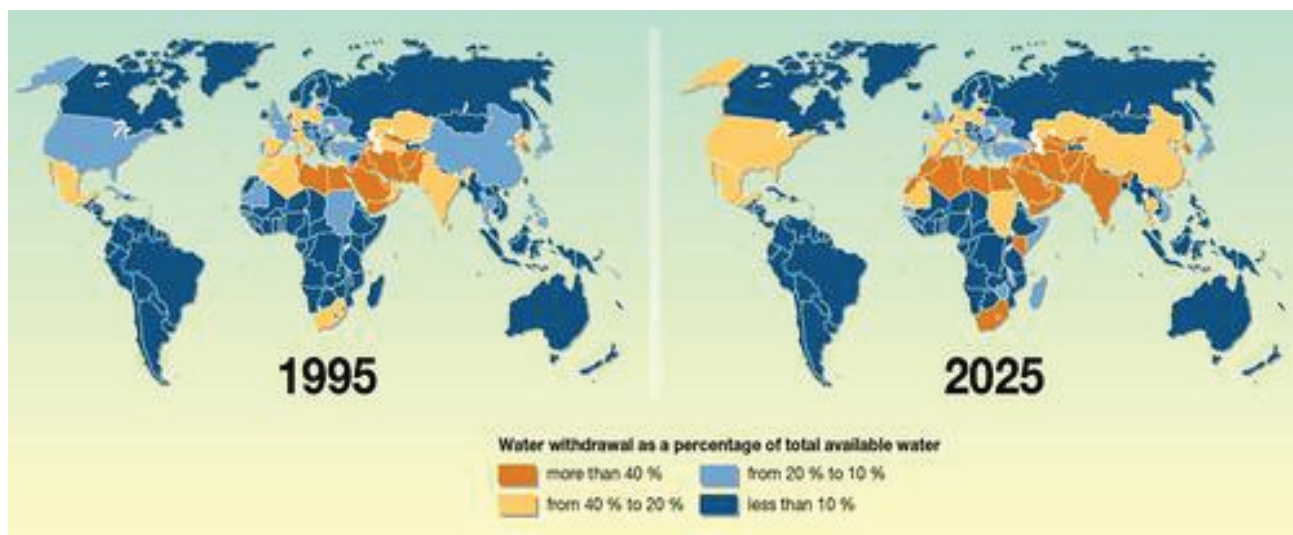 1995
2025
Water withdrawal as a percentage of total available water
more than 40 %
from 20 % to 10 %
from 40 % to 20 %
less than 10 %